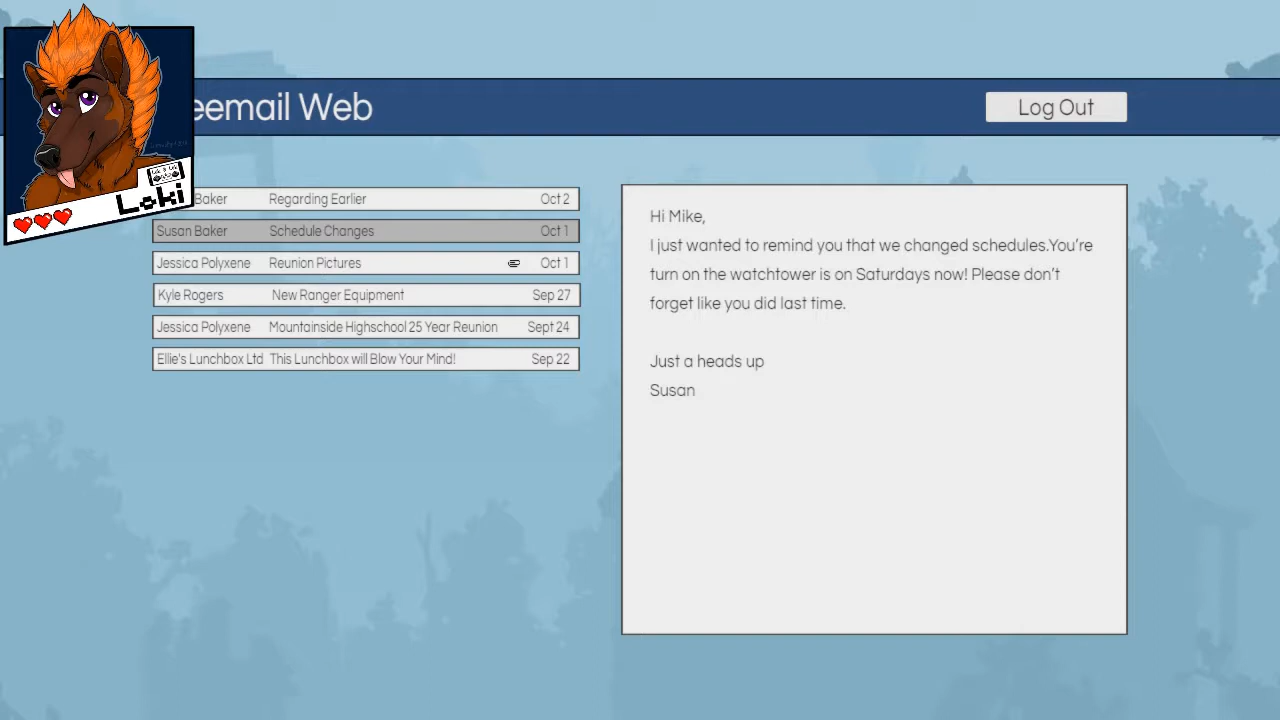 eemail Web
Log Out
Baker Regarding Earlier Oct 2
Susan Baker Schedule Changes Oct 1
Jessica Polyxene Reunion Pictures Oct 1
Kyle Rogers New Ranger Equipment Sep 27
Jessica Polyxene Mountainside Highschool 25 Year Reunion Sept 24
Ellie's Lunchbox Ltd This Lunchbox will Blow Your Mind! Sep 22
Hi Mike,
I just wanted to remind you that we changed schedules.You're
turn on the watchtower is on Saturdays now! Please don't
forget like you did last time.
Just a heads up
Susan
Loki